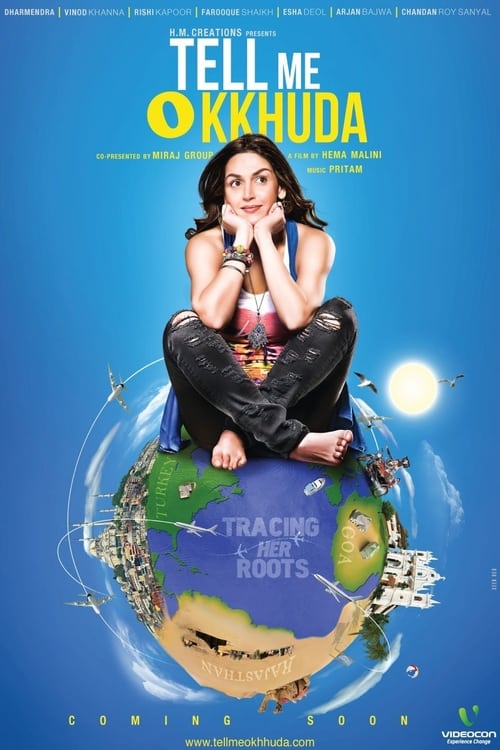 DHARMENDRA | VINOD KHANNA | RISHI KAPOOR | FAROOQUE SHAIKH | ESHA DEOL | ARJAN BAJWA | CHANDAN ROY SANYAL
H.M. CREATIONS PRESENTS
TELL ME
O KKHUDA
CO-PRESENTED BY MIRAJ GROUP A FILM BY HEMA MALINI
MUSIC PRITAM
TURKEY
GOA
TRACING
HER
ROOTS
RAJASTHAN
COMING SOON
www.tellmeokhhuda.com
VIDEOCON
Experience Change